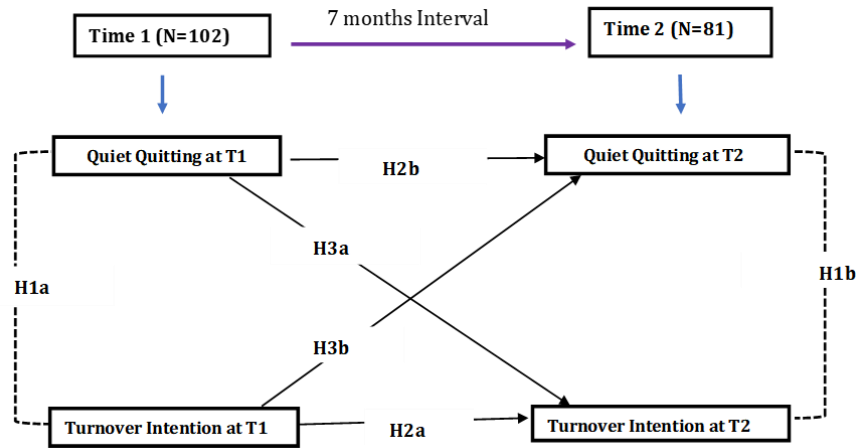 Time 1 (N=102)
7 months Interval
Time 2 (N=81)
Quiet Quitting at T1
H2b
Quiet Quitting at T2
H3a
H1a
H1b
H3b
Turnover Intention at T1
H2a
Turnover Intention at T2